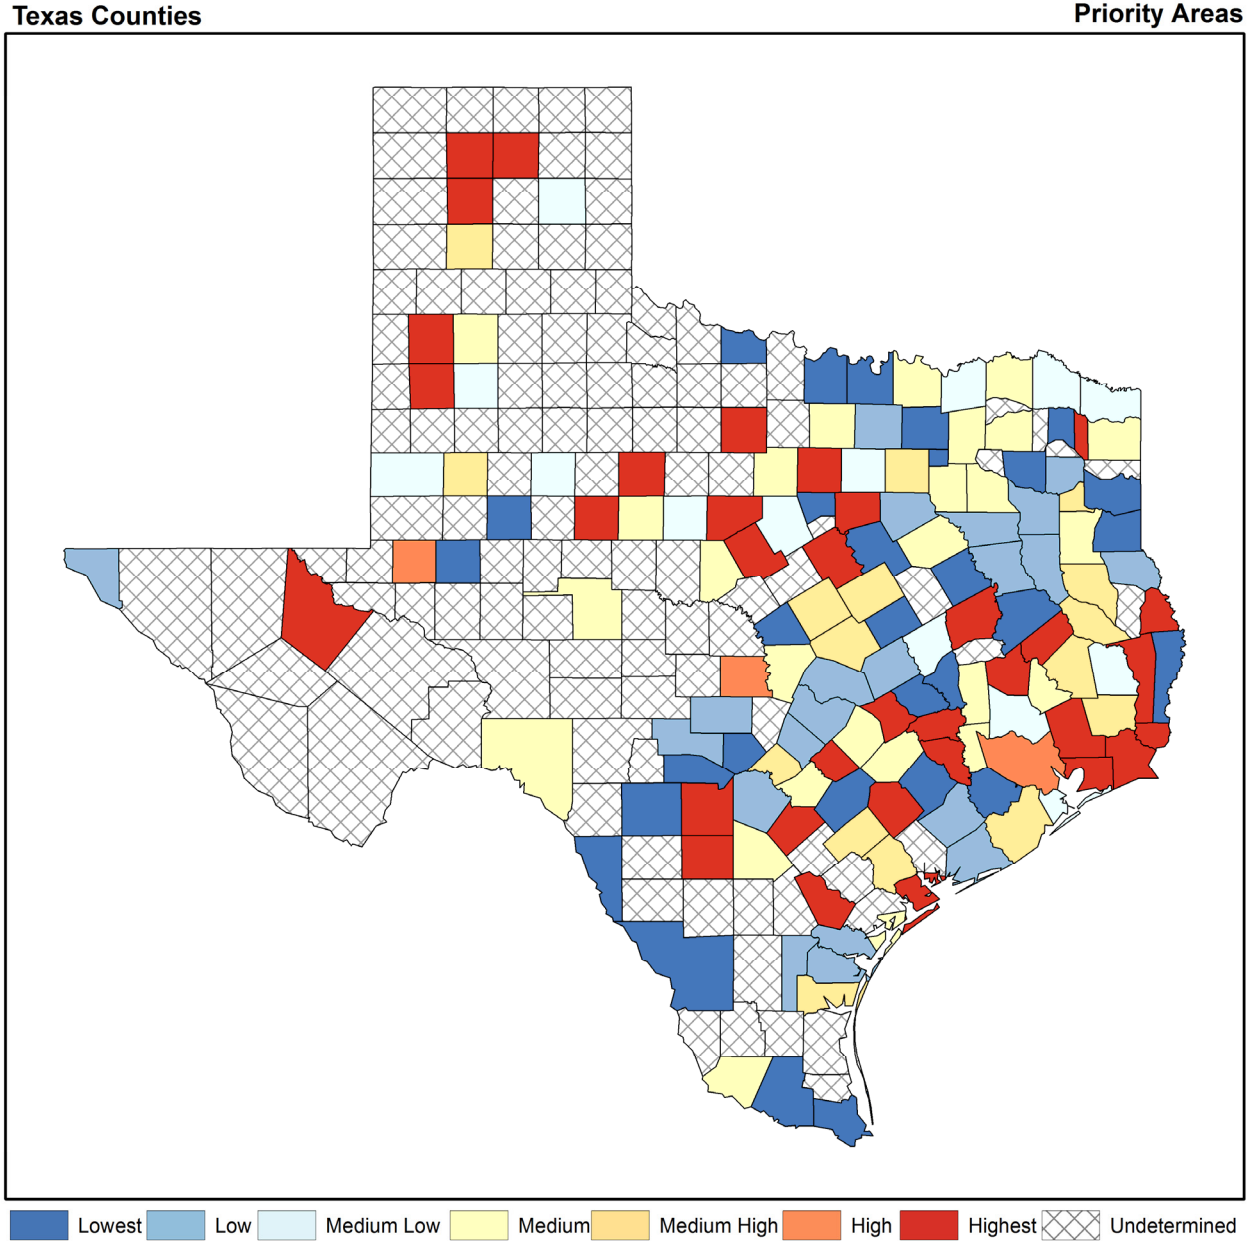 Texas Counties Priority Areas
Lowest Low Medium Low Medium Medium High High Highest Undetermined